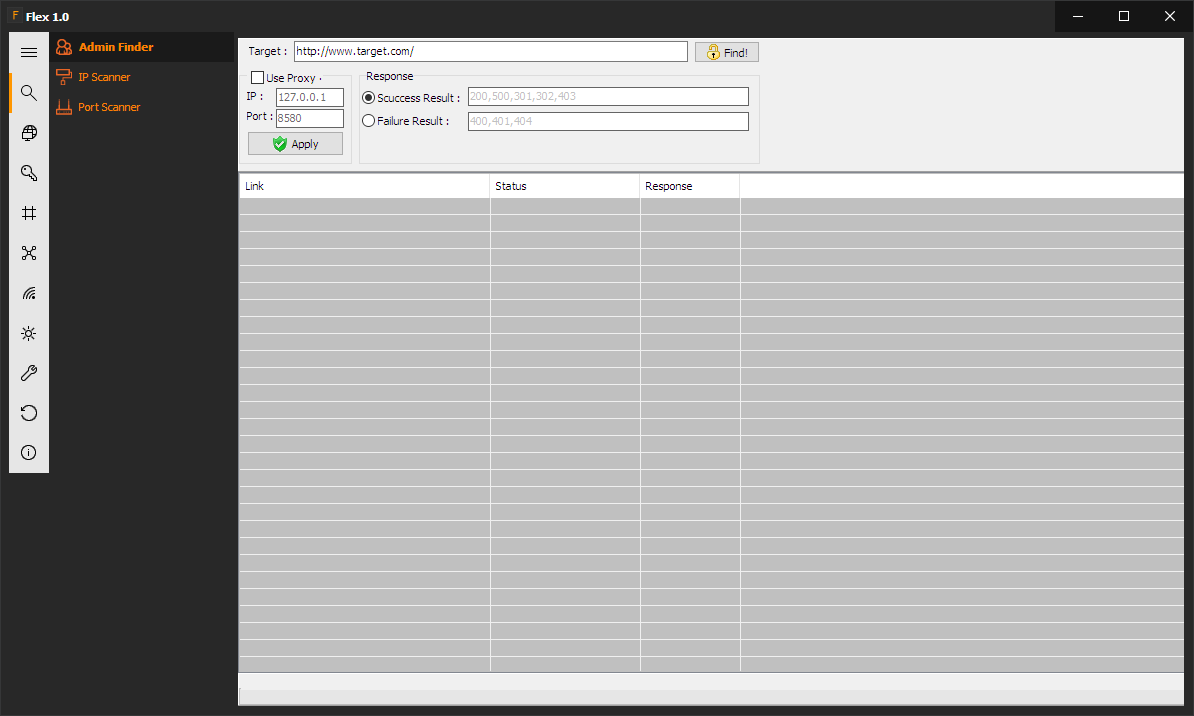 F Flex 1.0
Admin Finder
IP Scanner
Port Scanner
Target : http://www.target.com/ Find!
Use Proxy .
IP : 127.0.0.1
Port : 8580
Apply
Response
Scuccess Result : 200,500,301,302,403
Failure Result : 400,401,404
Link Status Response